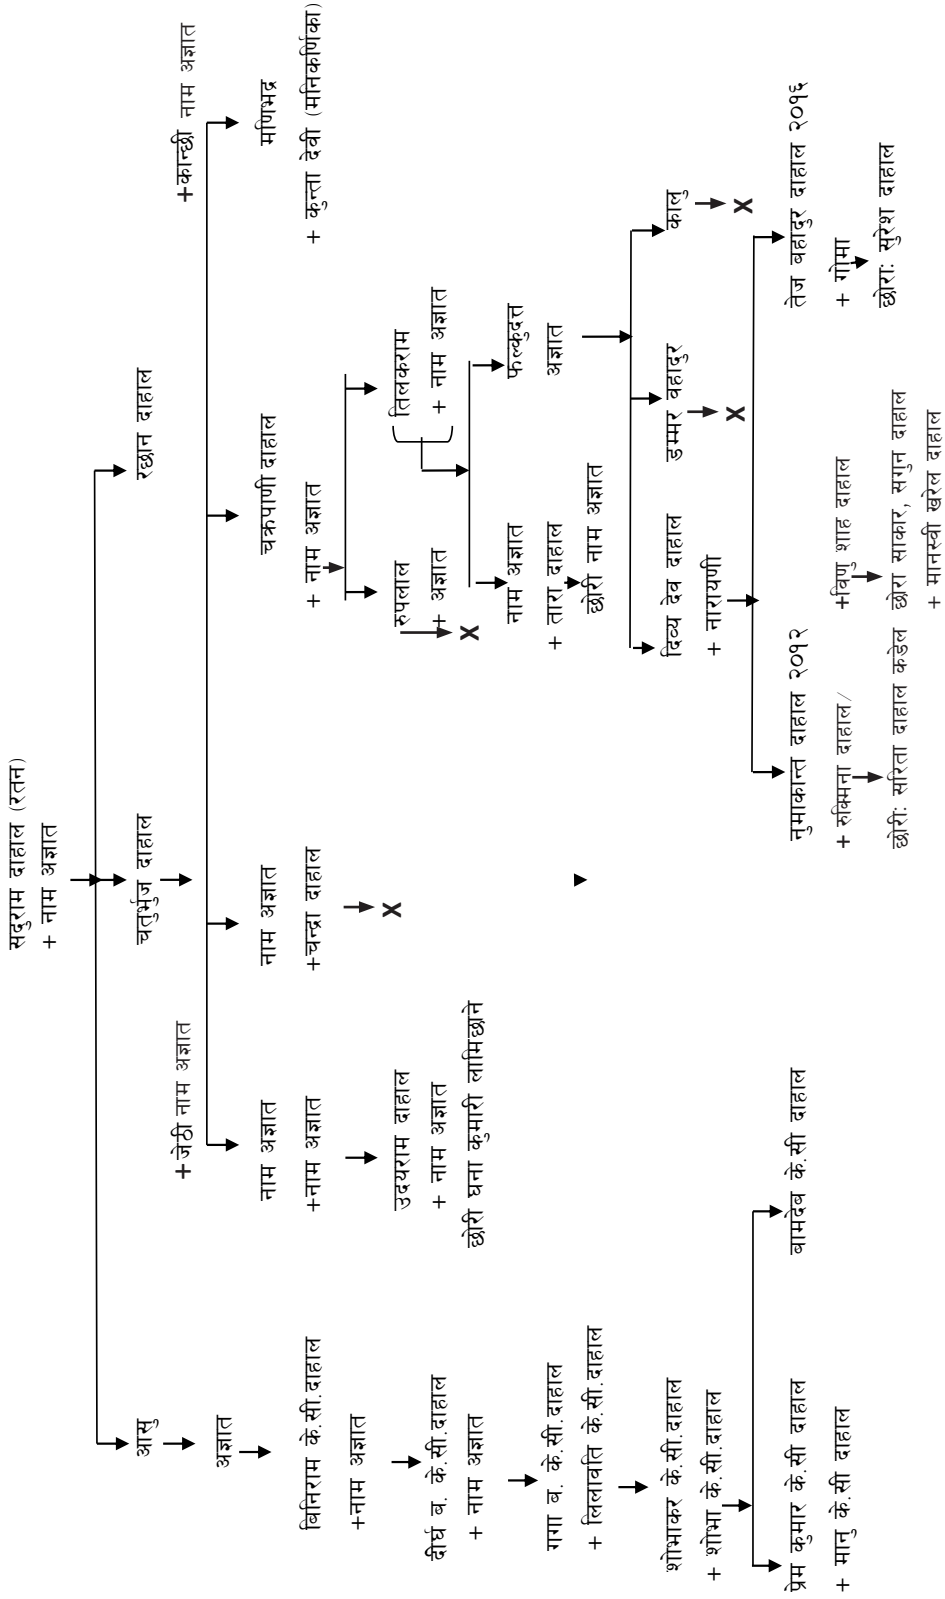 सदुराम दाहाल (रतन)
+ नाम अज्ञात
आसु
चतुर्भुज दाहाल
रछान दाहाल
+जेठी नाम अज्ञात
+कान्छी नाम अज्ञात
अज्ञात
नाम अज्ञात
+नाम अज्ञात
नाम अज्ञात
+चन्द्रा दाहाल
X
चक्रपाणी दाहाल
+ नाम अज्ञात
मणिभद्र
+ कुन्ता देवी (मनिकर्णिका)
बिनिराम के.सी.दाहाल
+नाम अज्ञात
उदयराम दाहाल
+ नाम अज्ञात
छोरी घना कुमारी लामिछाने
रुपलाल
+ अज्ञात
X
तिलकराम
+ नाम अज्ञात
दीर्घ ब. के.सी.दाहाल
+ नाम अज्ञात
नाम अज्ञात
+ तारा दाहाल
छोरी नाम अज्ञात
फल्कुदत्त
अज्ञात
गगा ब. के.सी.दाहाल
+ लिलावति के.सी.दाहाल
शोभाकर के.सी.दाहाल
+ शोभा के.सी.दाहाल
दिव्य देव दाहाल
+ नारायणी
डम्मर वहादुर
X
कालु
X
प्रेम कुमार के.सी दाहाल
+ मानु के.सी दाहाल
बामदेब के.सी दाहाल
नुमाकान्त दाहाल २०१२
+ रुक्मिना दाहाल/
+विणु शाह दाहाल
छोरी: सरिता दाहाल कडेल
छोरा साकार, सगुन दाहाल
+ मानस्वी खरेल दाहाल
तेज बहादुर दाहाल २०१६
+ गोमा
छोरा: सुरेश दाहाल